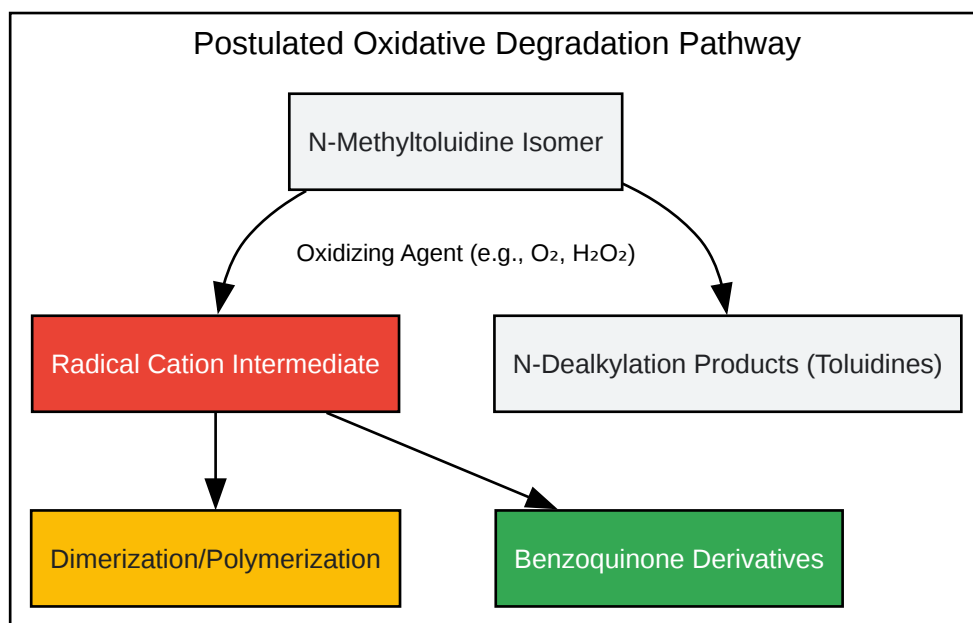 Postulated Oxidative Degradation Pathway
N-Methyltoluidine Isomer
Oxidizing Agent (e.g., O₂, H₂O₂)
Radical Cation Intermediate
N-Dealkylation Products (Toluidines)
Dimerization/Polymerization
Benzoquinone Derivatives